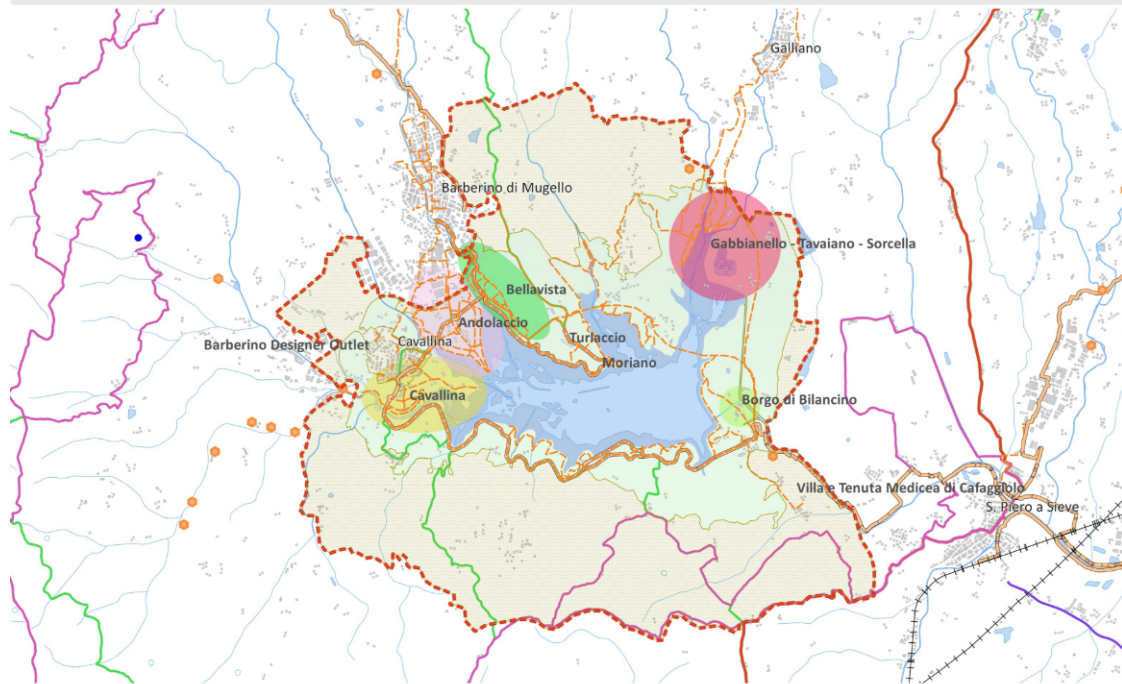 Galliano
Barberino di Mugello
Gabbianello - Tavaiano - Sorcella
Bellavista
Andolaccio
Turlaccio
Barberino Designer Outlet
Cavallina
Moriano
Cavallina
Borgo di Bilancino
Villa e Tenuta Medicea di Cafaggiolo
S. Piero a Sieve